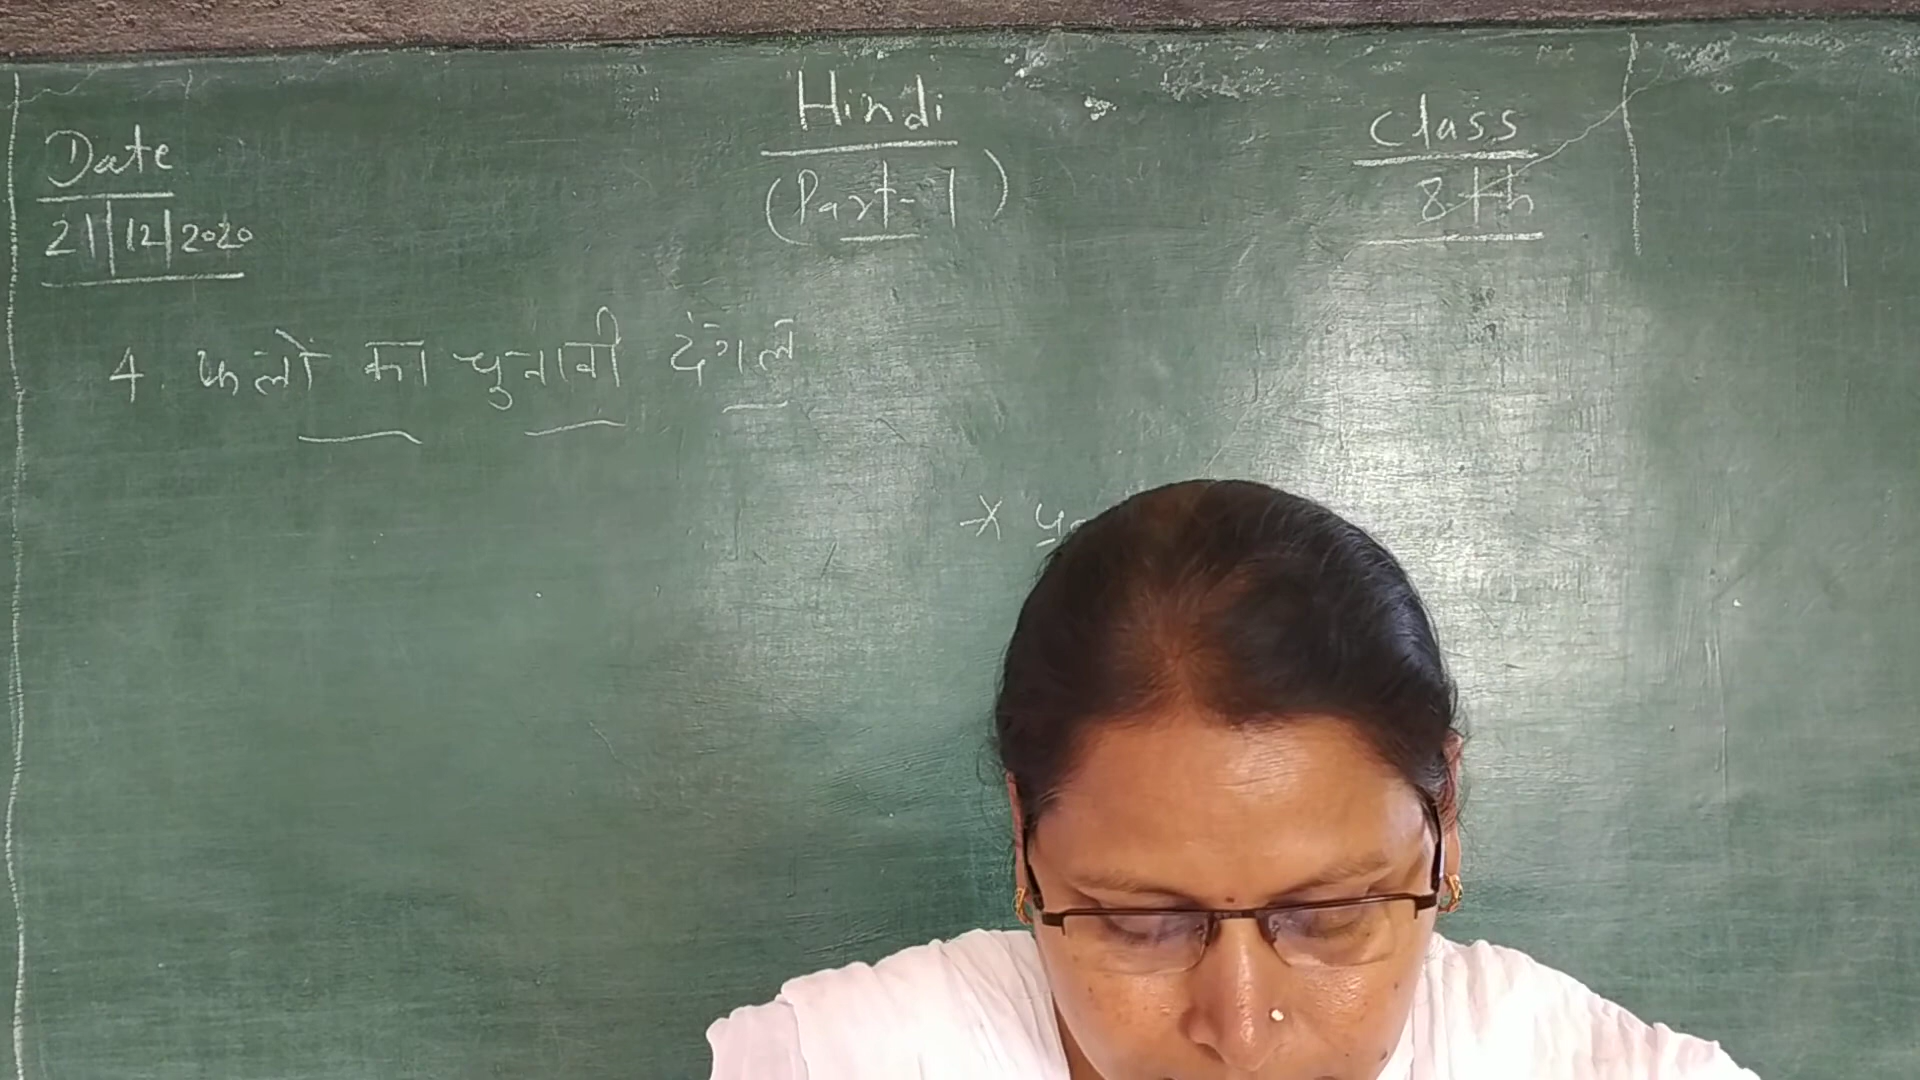 Date
21/12/2020
Hindi
(Part-1)
Class
8th
4. फलों का चुनावी दंगल